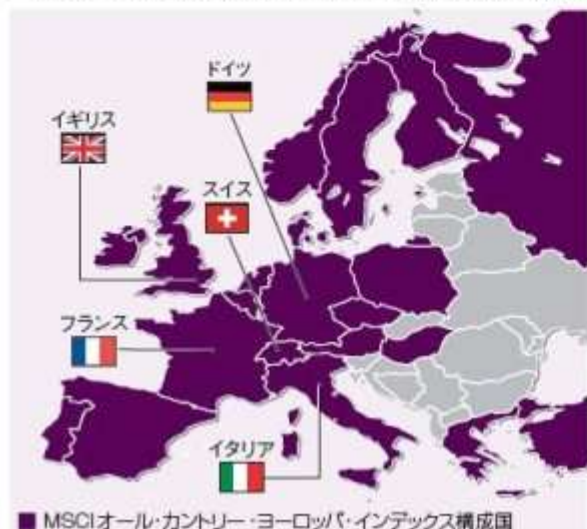 ドイツ
イギリス
スイス
フランス
イタリア
■ MSCIオール・カントリー・ヨーロッパ・インデックス構成国